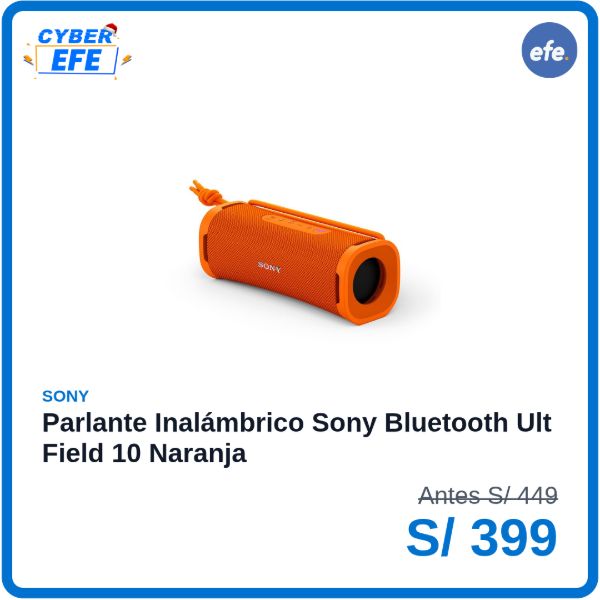 CYBER
EFE
efe.
SONY
SONY
Parlante Inalámbrico Sony Bluetooth Ult
Field 10 Naranja
Antes S/ 449
S/ 399